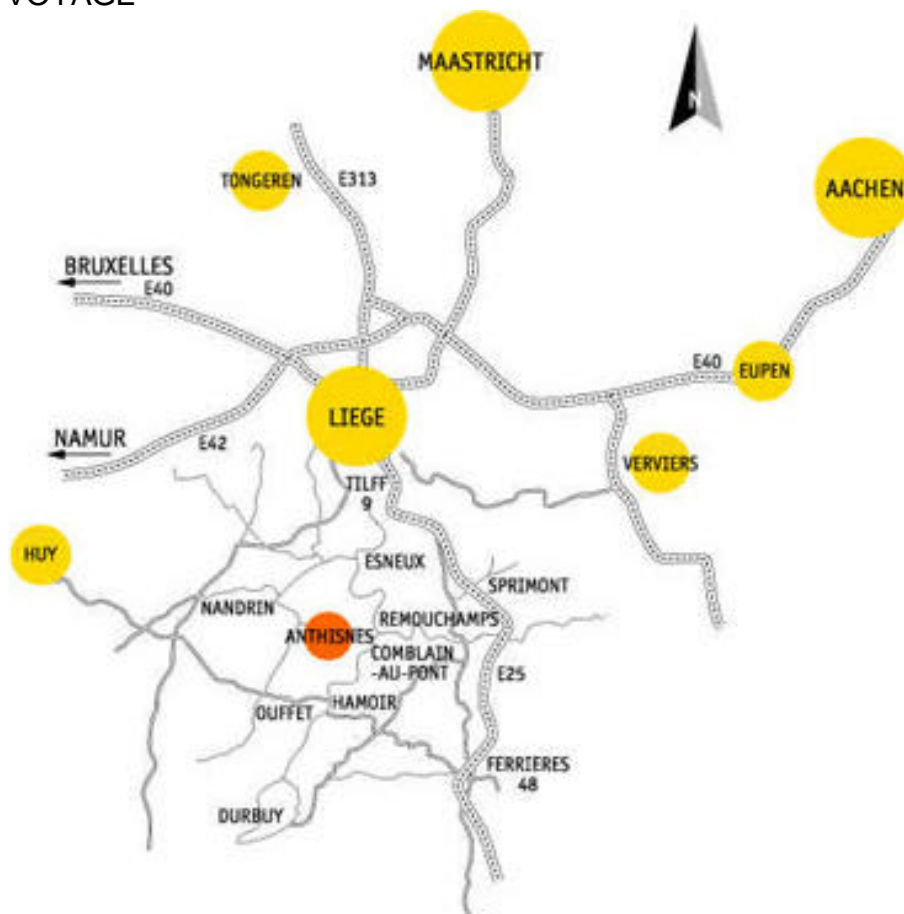 VOYAGE
MAASTRICHT
N
TONGEREN
E313
AACHEN
BRUXELLES
E40
E40
EUPEN
LIEGE
NAMUR
E42
VERVIERS
TILFF
9
HUY
ESNEUX
SPRIMONT
NANDRIN
REMOUCHAMPS
ANTHISNES
COMBLAIN
-AU-PONT
E25
HAMOIR
OUFFET
FERRIERES
48
DURBUY